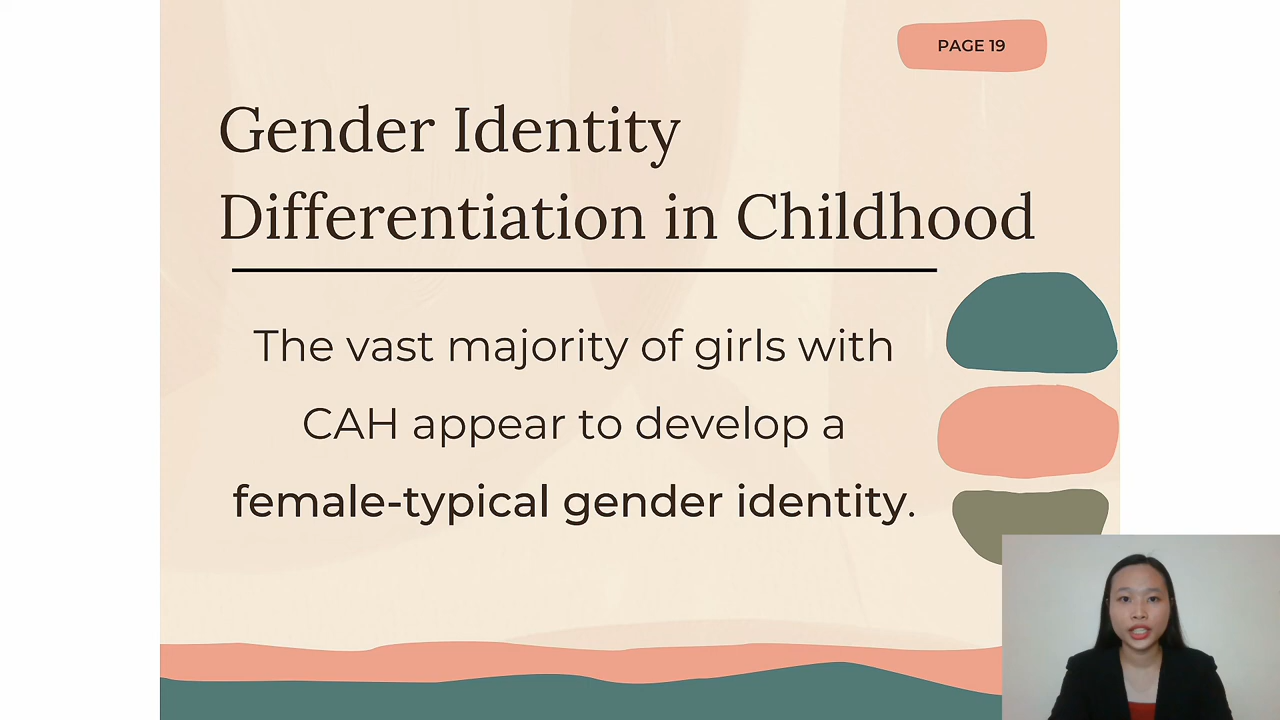 PAGE 19
Gender Identity
Differentiation in Childhood
The vast majority of girls with
CAH appear to develop a
female-typical gender identity.